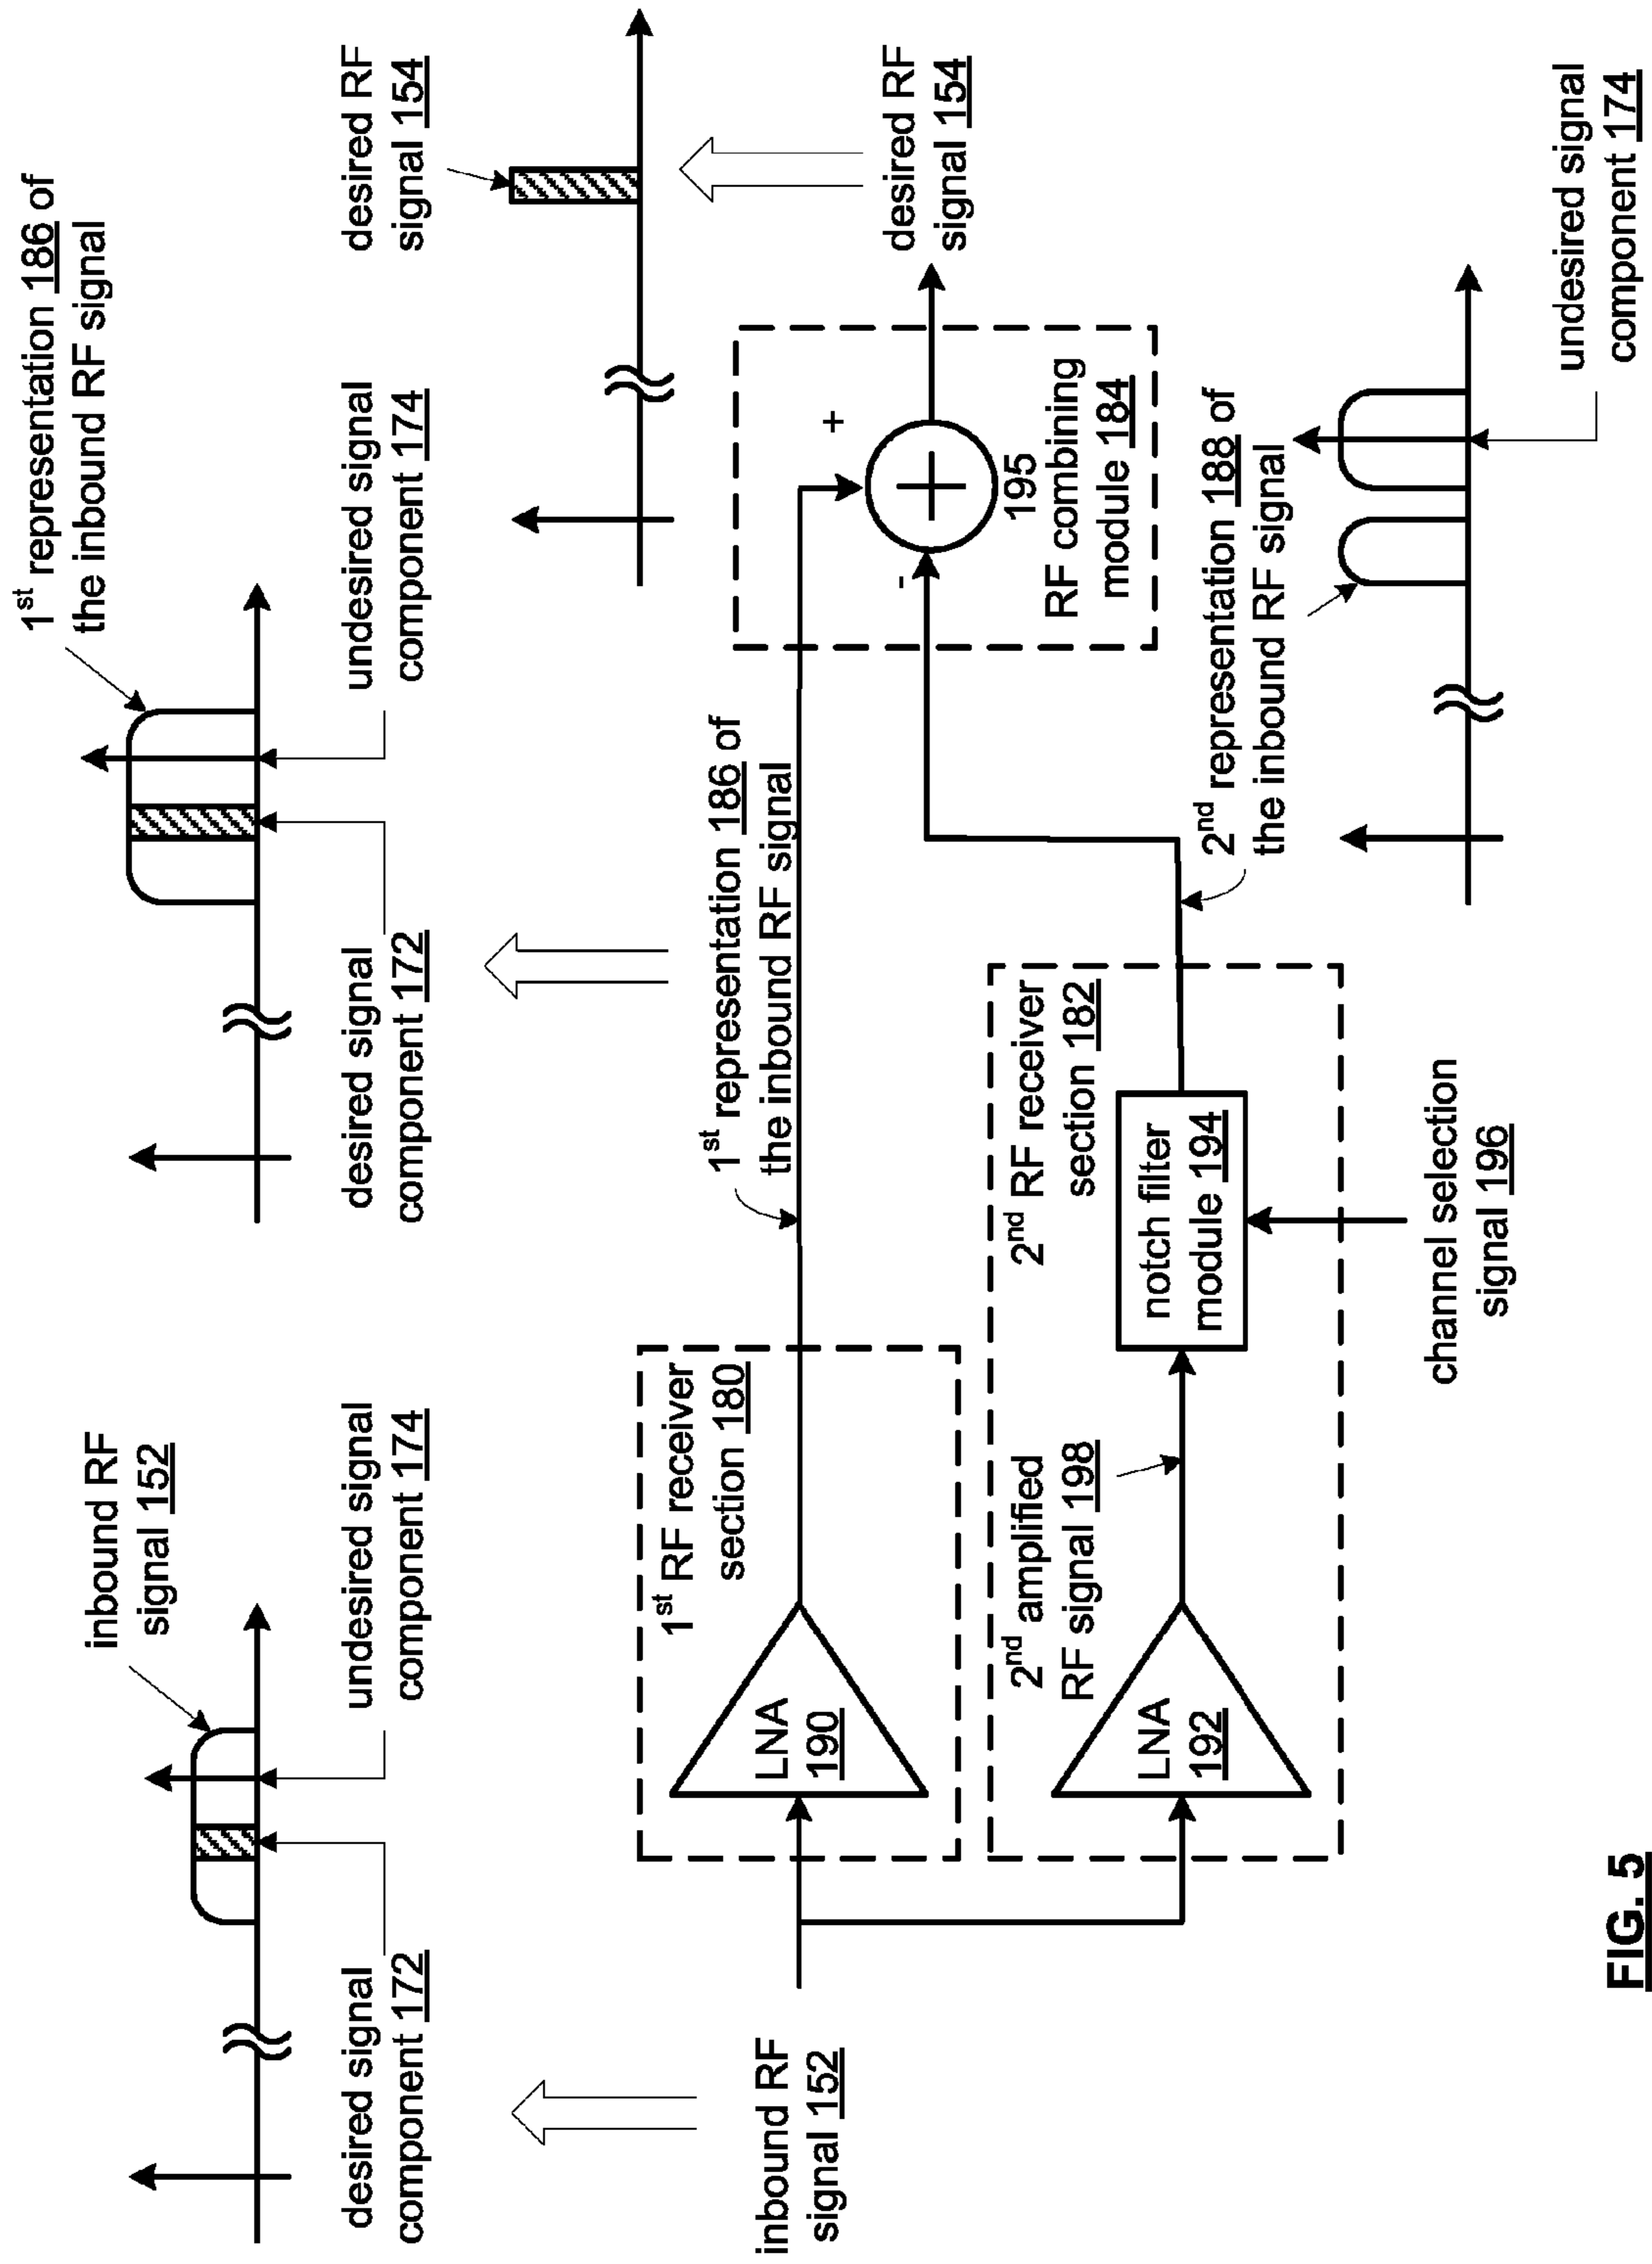 inbound RF
signal 152
desired signal
component 172
undesired signal
component 174
1st representation 186 of
the inbound RF signal
desired signal
component 172
undesired signal
component 174
desired RF
signal 154
inbound RF
signal 152
1st RF receiver
section 180
LNA
190
1st representation 186 of
the inbound RF signal
+
-
195
RF combining
module 184
desired RF
signal 154
2nd RF receiver
section 182
2nd amplified
RF signal 198
LNA
192
notch filter
module 194
channel selection
signal 196
2nd representation 188 of
the inbound RF signal
undesired signal
component 174
FIG. 5